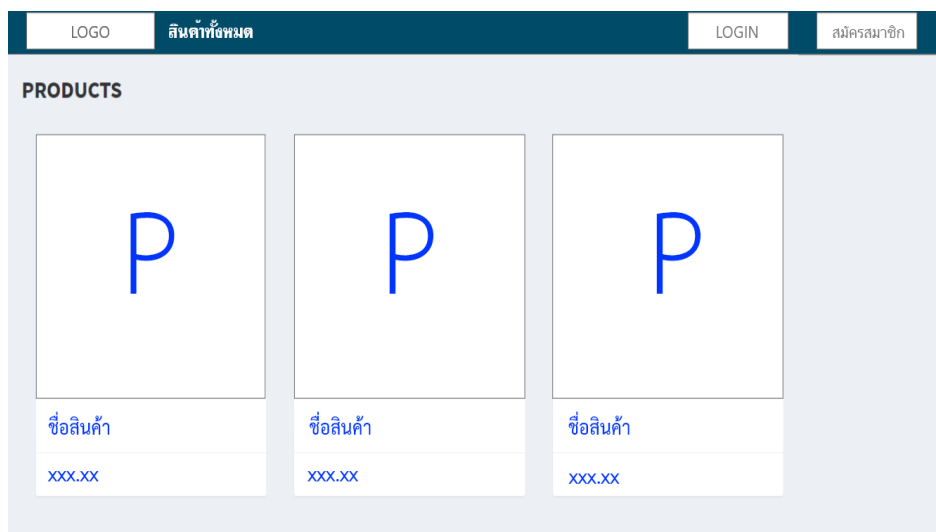 LOGO สินค้าทั้งหมด LOGIN สมัครสมาชิก
PRODUCTS
P P P
ชื่อสินค้า ชื่อสินค้า ชื่อสินค้า
xxx.xx xxx.xx xxx.xx